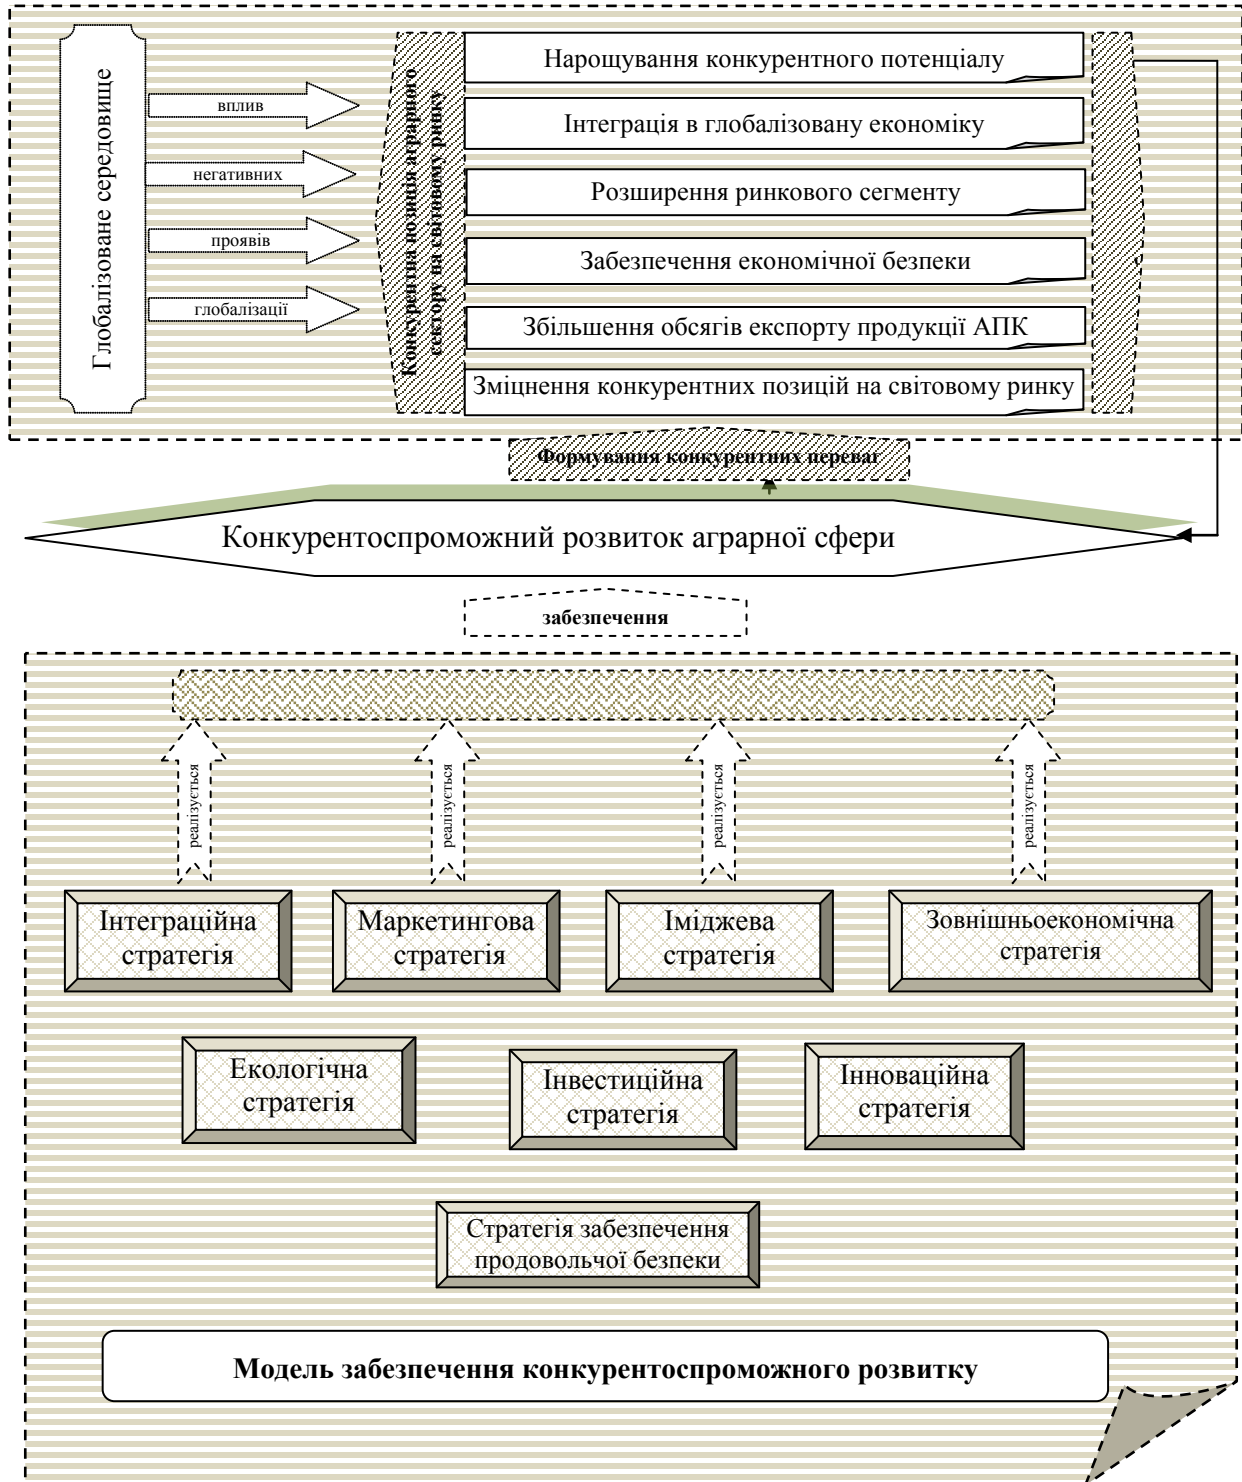 Глобалізоване середовище
вплив
негативних
проявів
глобалізації
Конкурентна позиція аграрного
сектору на світовому ринку
Нарощування конкурентного потенціалу
Інтеграція в глобалізовану економіку
Розширення ринкового сегменту
Забезпечення економічної безпеки
Збільшення обсягів експорту продукції АПК
Зміцнення конкурентних позицій на світовому ринку
Формування конкурентних переваг
Конкурентоспроможний розвиток аграрної сфери
забезпечення
реалізується
реалізується
реалізується
реалізується
Інтеграційна
стратегія
Маркетингова
стратегія
Іміджева
стратегія
Зовнішньоекономічна
стратегія
Екологічна
стратегія
Інвестиційна
стратегія
Інноваційна
стратегія
Стратегія забезпечення
продовольчої безпеки
Модель забезпечення конкурентоспроможного розвитку